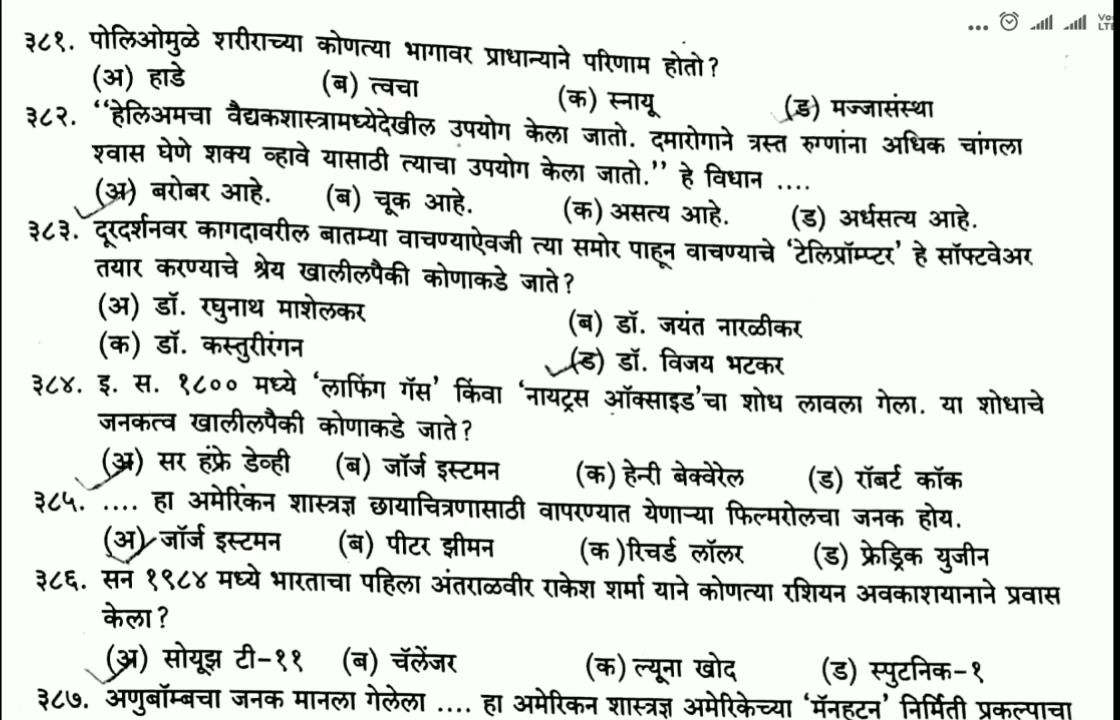 ... Vo
LTE
३८१. पोलिओमुळे शरीराच्या कोणत्या भागावर प्राधान्याने परिणाम होतो?
(अ) हाडे (ब) त्वचा (क) स्नायू (ड) मज्जासंस्था
३८२. “हेलिअमचा वैद्यकशास्त्रामध्येदेखील उपयोग केला जातो. दमारोगाने त्रस्त रुग्णांना अधिक चांगला
श्वास घेणे शक्य व्हावे यासाठी त्याचा उपयोग केला जातो.” हे विधान ....
(अ) बरोबर आहे. (ब) चूक आहे. (क) असत्य आहे. (ड) अर्धसत्य आहे.
३८३. दूरदर्शनवर कागदावरील बातम्या वाचण्याऐवजी त्या समोर पाहून वाचण्याचे ‘टेलिप्रॉम्प्टर’ हे सॉफ्टवेअर
तयार करण्याचे श्रेय खालीलपैकी कोणाकडे जाते?
(अ) डॉ. रघुनाथ माशेलकर (ब) डॉ. जयंत नारळीकर
(क) डॉ. कस्तुरीरंगन (ड) डॉ. विजय भटकर
३८४. इ. स. १८०० मध्ये ‘लाफिंग गॅस’ किंवा ‘नायट्रस ऑक्साइड’चा शोध लावला गेला. या शोधाचे
जनकत्व खालीलपैकी कोणाकडे जाते?
(अ) सर हंफ्रे डेव्ही (ब) जॉर्ज इस्टमन (क) हेन्री बेक्वेरेल (ड) रॉबर्ट कॉक
३८५. .... हा अमेरिकन शास्त्रज्ञ छायाचित्रणासाठी वापरण्यात येणाऱ्या फिल्मरोलचा जनक होय.
(अ) जॉर्ज इस्टमन (ब) पीटर झीमन (क )रिचर्ड लॉलर (ड) फ्रेड्रिक युजीन
३८६. सन १९८४ मध्ये भारताचा पहिला अंतराळवीर राकेश शर्मा याने कोणत्या रशियन अवकाशयानाने प्रवास
केला?
(अ) सोयूझ टी-११ (ब) चॅलेंजर (क) ल्यूना खोद (ड) स्पुटनिक-१
३८७. अणुबॉम्बचा जनक मानला गेलेला .... हा अमेरिकन शास्त्रज्ञ अमेरिकेच्या ‘मॅनहटन’ निर्मिती प्रकल्पाचा